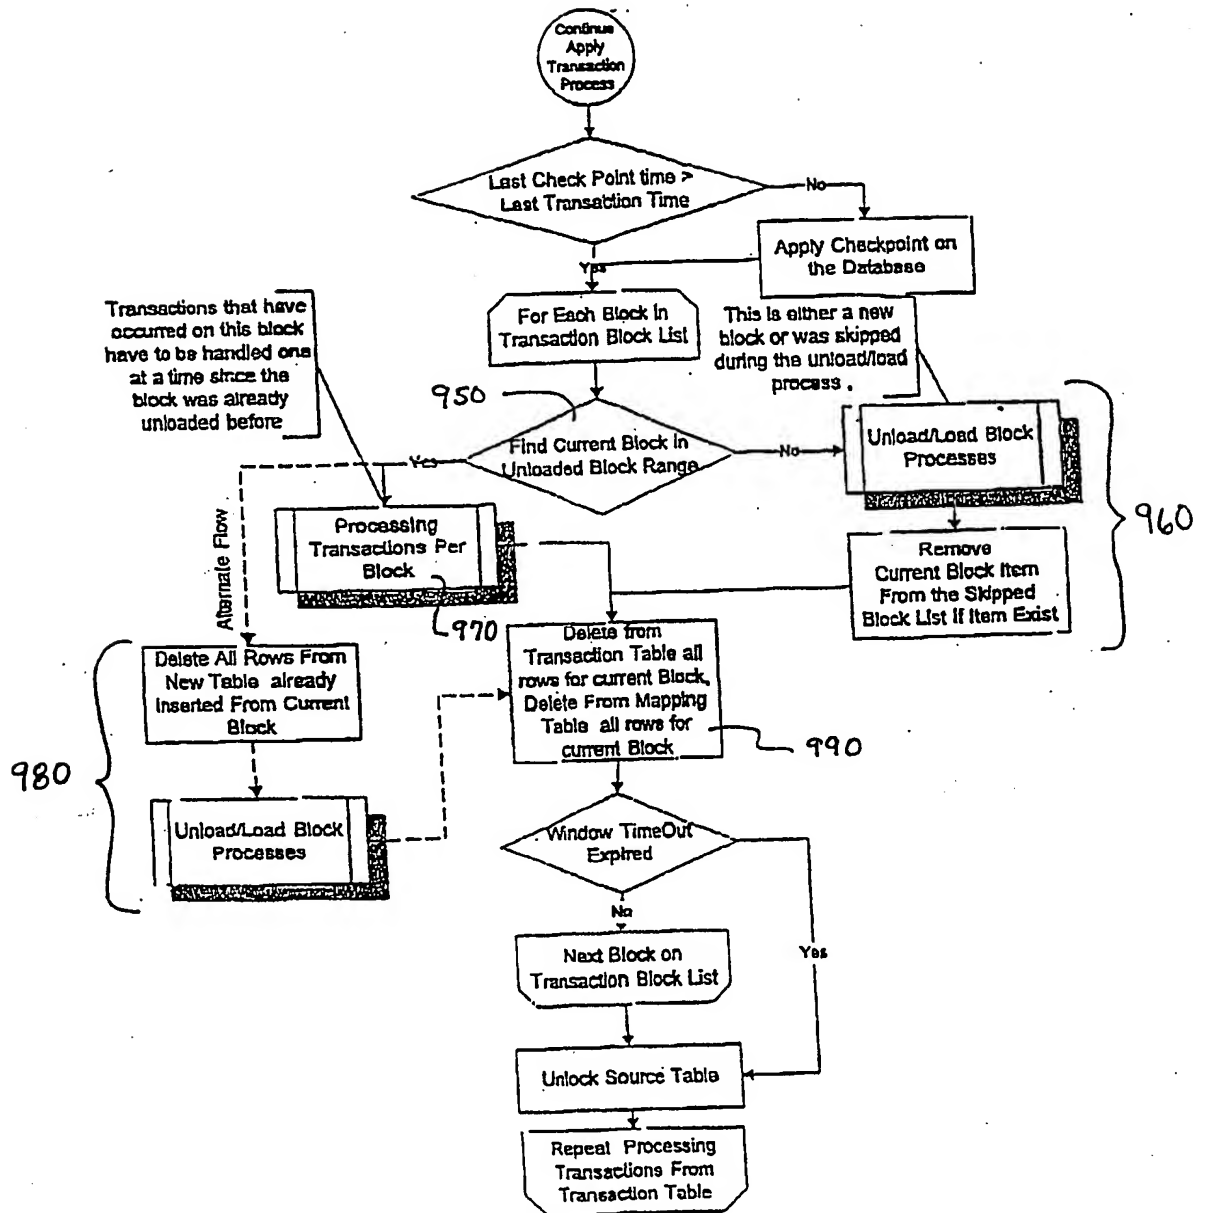 Continue
Apply
Transaction
Process
Last Check Point time >
Last Transaction Time
No
Apply Checkpoint on
the Database
Yes
For Each Block in
Transaction Block List
This is either a new
block or was skipped
during the unload/load
process .
Transactions that have
occurred on this block
have to be handled one
at a time since the
block was already
unloaded before
950
Find Current Block in
Unloaded Block Range
Yes
No
Unload/Load Block
Processes
960
Alternate Flow
Processing
Transactions Per
Block
970
Remove
Current Block Item
From the Skipped
Block List If Item Exist
Delete All Rows From
New Table already
Inserted From Current
Block
Delete from
Transaction Table all
rows for current Block,
Delete From Mapping
Table all rows for
current Block
990
980
Unload/Load Block
Processes
Window TimeOut
Expired
No
Yes
Next Block on
Transaction Block List
Unlock Source Table
Repeat Processing
Transactions From
Transaction Table